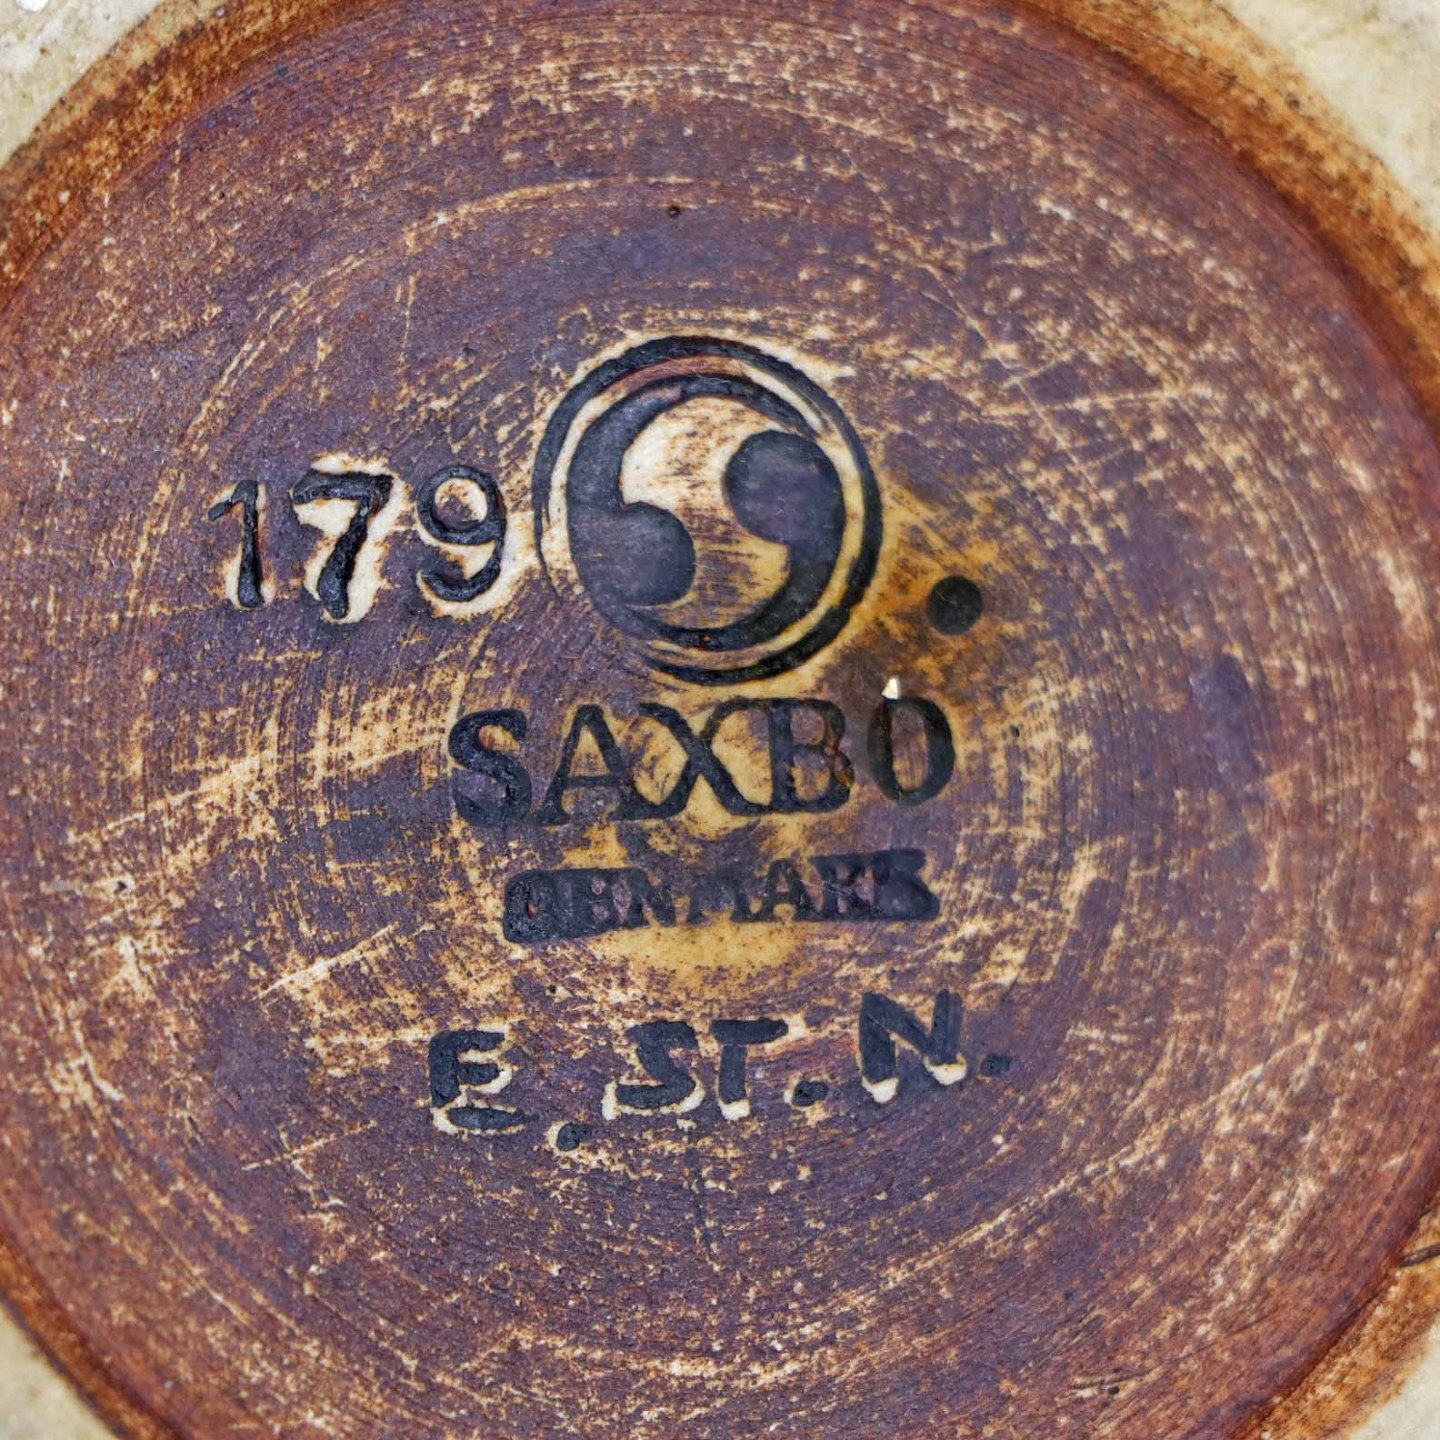 179
SAXBO
DENMARK
E. ST. N.